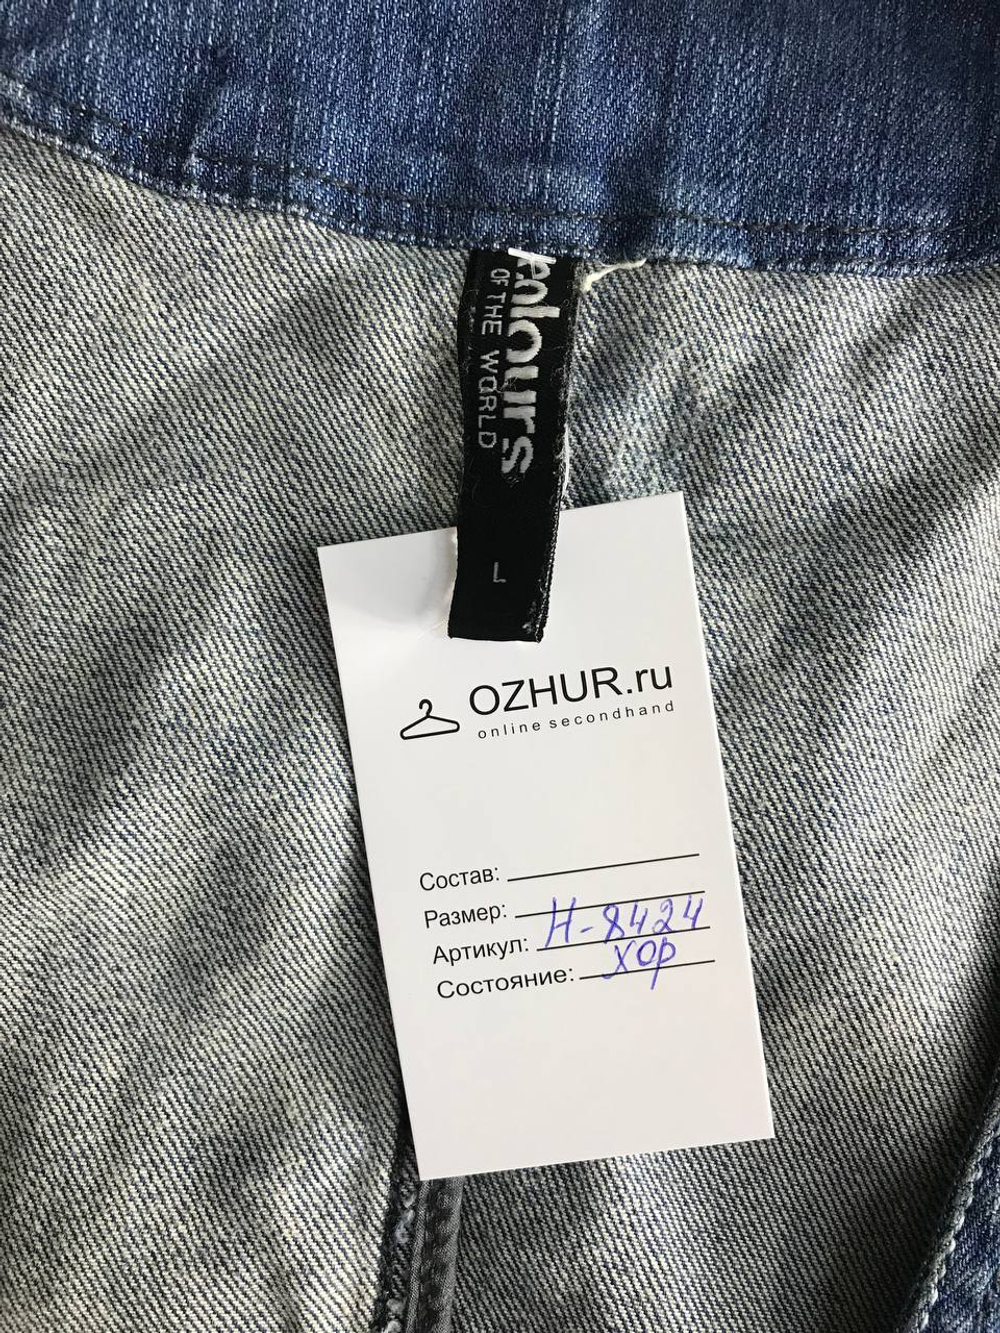 colours
OF THE WORLD
L
OZHUR.ru
online secondhand
Состав:
Размер:
Артикул: Н-8424
Состояние: хор